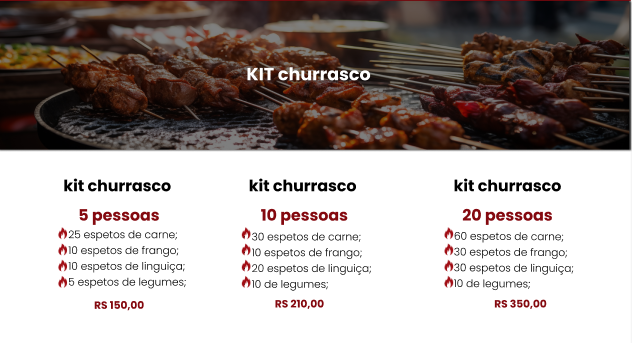 KIT churrasco
kit churrasco
5 pessoas
25 espetos de carne;
10 espetos de frango;
10 espetos de linguiça;
5 espetos de legumes;
RS 150,00
kit churrasco
10 pessoas
30 espetos de carne;
10 espetos de frango;
20 espetos de linguiça;
10 de legumes;
RS 210,00
kit churrasco
20 pessoas
60 espetos de carne;
30 espetos de frango;
30 espetos de linguiça;
10 de legumes;
RS 350,00